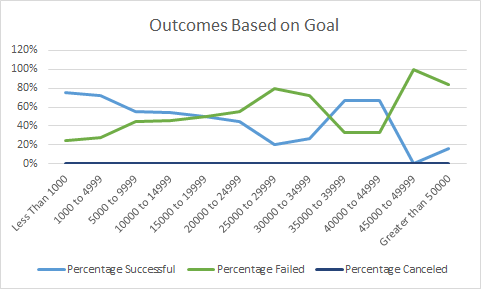 Outcomes Based on Goal
120%
100%
80%
60%
40%
20%
0%
Less Than 1000
1000 to 4999
5000 to 9999
10000 to 14999
15000 to 19999
20000 to 24999
25000 to 29999
30000 to 34999
35000 to 39999
40000 to 44999
45000 to 49999
Greater than 50000
Percentage Successful
Percentage Failed
Percentage Canceled